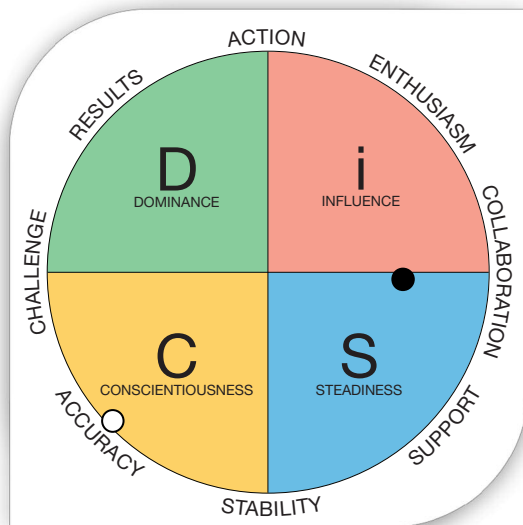 ACTION
RESULTS
ENTHUSIASM
D
DOMINANCE
i
INFLUENCE
CHALLENGE
COLLABORATION
C
CONSCIENTIOUSNESS
S
STEADINESS
ACCURACY
SUPPORT
STABILITY